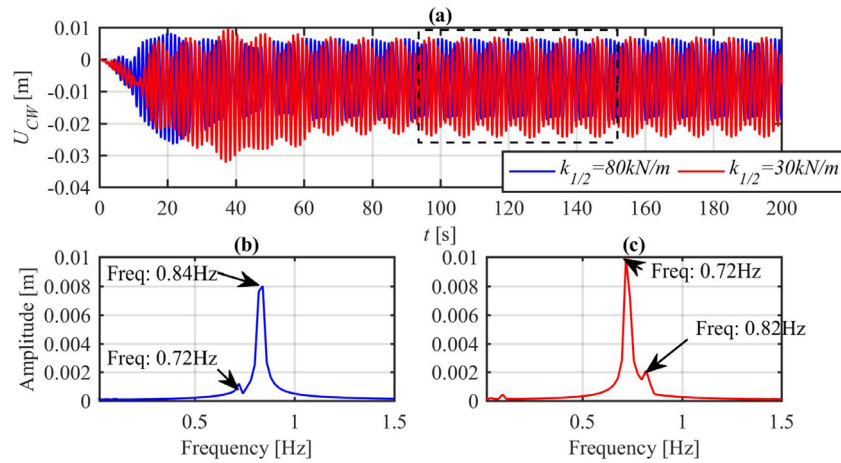 (a)
0.01
0
-0.01
-0.02
-0.03
-0.04
U_CW [m]
k_1/2=80kN/m k_1/2=30kN/m
0 20 40 60 80 100 120 140 160 180 200
t [s]
(b)
0.01
0.008
0.006
0.004
0.002
0
Amplitude [m]
Freq: 0.84Hz
Freq: 0.72Hz
0.5 1 1.5
Frequency [Hz]
(c)
0.01
0.008
0.006
0.004
0.002
0
Freq: 0.72Hz
Freq: 0.82Hz
0.5 1 1.5
Frequency [Hz]